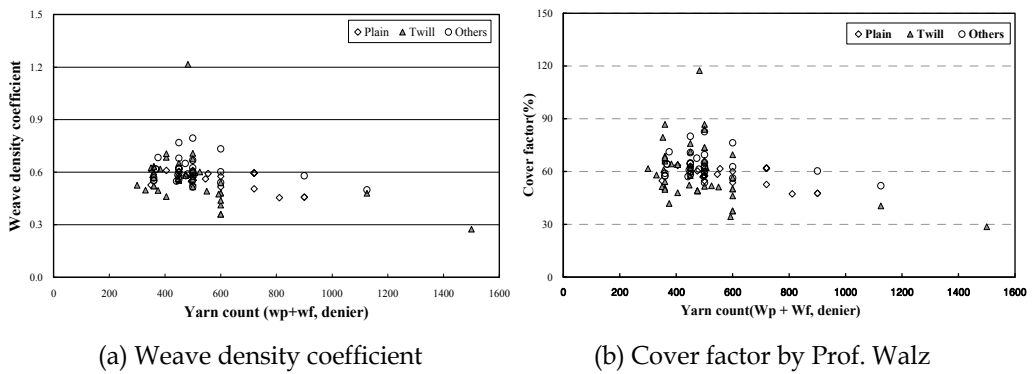 1.5
1.2
0.9
0.6
0.3
0.0
Weave density coefficient
Plain Twill Others
0 200 400 600 800 1000 1200 1400 1600
Yarn count (wp+wf, denier)
(a) Weave density coefficient
150
120
90
60
30
0
Cover factor(%)
Plain Twill Others
0 200 400 600 800 1000 1200 1400 1600
Yarn count(Wp + Wf, denier)
(b) Cover factor by Prof. Walz